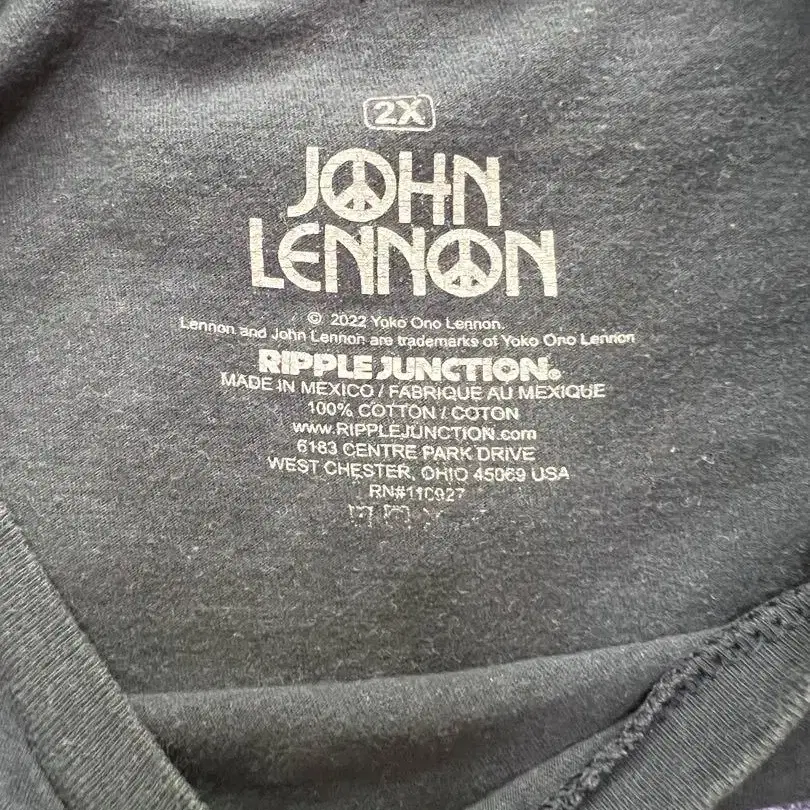 2X
JOHN
LENNON
© 2022 Yoko Ono Lennon.
Lennon and John Lennon are trademarks of Yoko Ono Lennon
RIPPLE JUNCTION®
MADE IN MEXICO / FABRIQUE AU MEXIQUE
100% COTTON / COTON
www.RIPPLEJUNCTION.com
6183 CENTRE PARK DRIVE
WEST CHESTER, OHIO 45069 USA
RN#110927